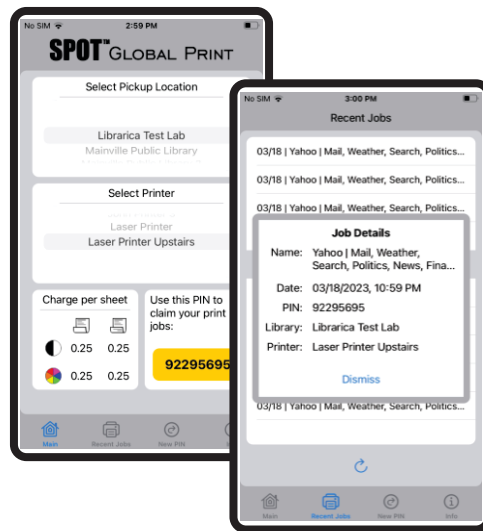 No SIM 2:59 PM
SPOT™ GLOBAL PRINT
Select Pickup Location
Librarica Test Lab
Mainville Public Library
Select Printer
Laser Printer
Laser Printer Upstairs
Charge per sheet
0.25 0.25
0.25 0.25
Use this PIN to
claim your print
jobs:
92295695
Main Recent Jobs New PIN
No SIM 3:00 PM
Recent Jobs
03/18 | Yahoo | Mail, Weather, Search, Politics...
03/18 | Yahoo | Mail, Weather, Search, Politics...
03/18 | Yahoo | Mail, Weather, Search, Politics...
Job Details
Name: Yahoo | Mail, Weather,
Search, Politics, News, Fina...
Date: 03/18/2023, 10:59 PM
PIN: 92295695
Library: Librarica Test Lab
Printer: Laser Printer Upstairs
Dismiss
03/18 | Yahoo | Mail, Weather, Search, Politics...
Main Recent Jobs New PIN Info